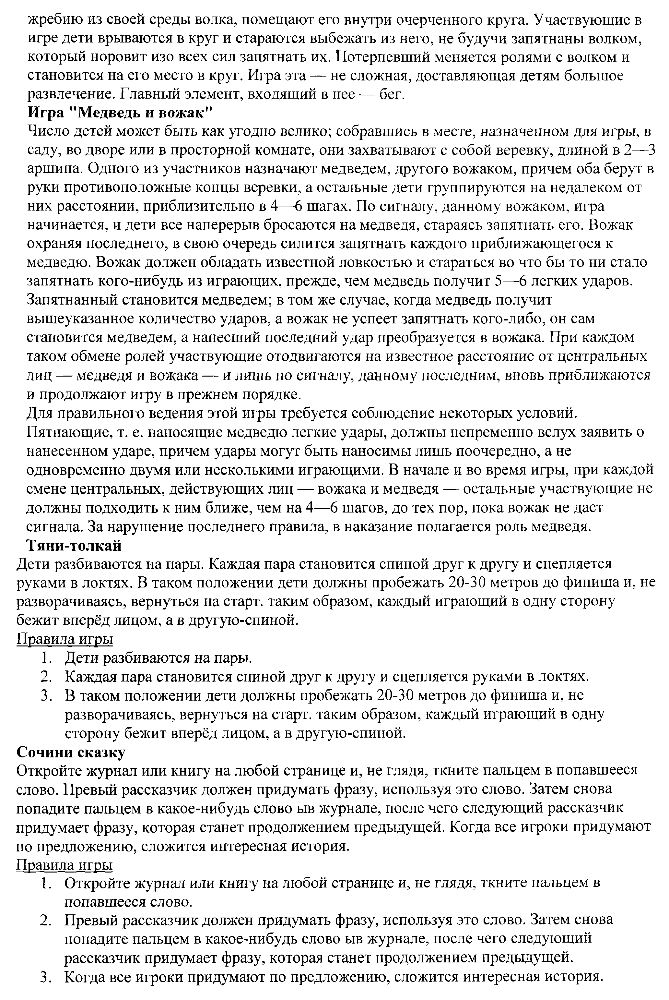 жребию из своей среды волка, помещают его внутри очерченного круга. Участвующие в
игре дети врываются в круг и стараются выбежать из него, не будучи запятнаны волком,
который норовит изо всех сил запятнать их. Потерпевший меняется ролями с волком и
становится на его место в круг. Игра эта — не сложная, доставляющая детям большое
развлечение. Главный элемент, входящий в нее — бег.
Игра "Медведь и вожак"
Число детей может быть как угодно велико; собравшись в месте, назначенном для игры, в
саду, во дворе или в просторной комнате, они захватывают с собой веревку, длиной в 2—3
аршина. Одного из участников назначают медведем, другого вожаком, причем оба берут в
руки противоположные концы веревки, а остальные дети группируются на недалеком от
них расстоянии, приблизительно в 4—6 шагах. По сигналу, данному вожаком, игра
начинается, и дети все наперерыв бросаются на медведя, стараясь запятнать его. Вожак
охраняя последнего, в свою очередь силится запятнать каждого приближающегося к
медведю. Вожак должен обладать известной ловкостью и стараться во что бы то ни стало
запятнать кого-нибудь из играющих, прежде, чем медведь получит 5—6 легких ударов.
Запятнанный становится медведем; в том же случае, когда медведь получит
вышеуказанное количество ударов, а вожак не успеет запятнать кого-либо, он сам
становится медведем, а нанесший последний удар преобразуется в вожака. При каждом
таком обмене ролей участвующие отодвигаются на известное расстояние от центральных
лиц — медведя и вожака — и лишь по сигналу, данному последним, вновь приближаются
и продолжают игру в прежнем порядке.
Для правильного ведения этой игры требуется соблюдение некоторых условий.
Пятнающие, т. е. наносящие медведю легкие удары, должны непременно вслух заявить о
нанесенном ударе, причем удары могут быть наносимы лишь поочередно, а не
одновременно двумя или несколькими играющими. В начале и во время игры, при каждой
смене центральных, действующих лиц — вожака и медведя — остальные участвующие не
должны подходить к ним ближе, чем на 4—6 шагов, до тех пор, пока вожак не даст
сигнала. За нарушение последнего правила, в наказание полагается роль медведя.
Тяни-толкай
Дети разбиваются на пары. Каждая пара становится спиной друг к другу и сцепляется
руками в локтях. В таком положении дети должны пробежать 20-30 метров до финиша и, не
разворачиваясь, вернуться на старт. таким образом, каждый играющий в одну сторону
бежит вперёд лицом, а в другую-спиной.
Правила игры
1. Дети разбиваются на пары.
2. Каждая пара становится спиной друг к другу и сцепляется руками в локтях.
3. В таком положении дети должны пробежать 20-30 метров до финиша и, не
разворачиваясь, вернуться на старт. таким образом, каждый играющий в одну
сторону бежит вперёд лицом, а в другую-спиной.
Сочини сказку
Откройте журнал или книгу на любой странице и, не глядя, ткните пальцем в попавшееся
слово. Превый рассказчик должен придумать фразу, используя это слово. Затем снова
попадите пальцем в какое-нибудь слово ыв журнале, после чего следующий рассказчик
придумает фразу, которая станет продолжением предыдущей. Когда все игроки придумают
по предложению, сложится интересная история.
Правила игры
1. Откройте журнал или книгу на любой странице и, не глядя, ткните пальцем в
попавшееся слово.
2. Превый рассказчик должен придумать фразу, используя это слово. Затем снова
попадите пальцем в какое-нибудь слово ыв журнале, после чего следующий
рассказчик придумает фразу, которая станет продолжением предыдущей.
3. Когда все игроки придумают по предложению, сложится интересная история.